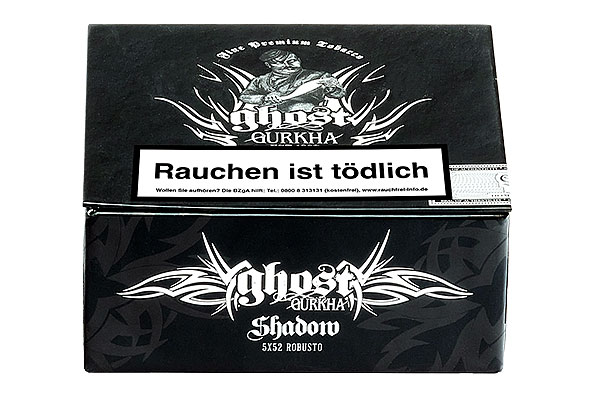 Fine Premium Tobacco
ghost
GURKHA
Rauchen ist tödlich
Wollen Sie aufhören? Die BZgA hilft: Tel.: 0800 8 313131 (kostenfrei), www.rauchfrei-info.de
ghost
GURKHA
Shadow
5X52 ROBUSTO